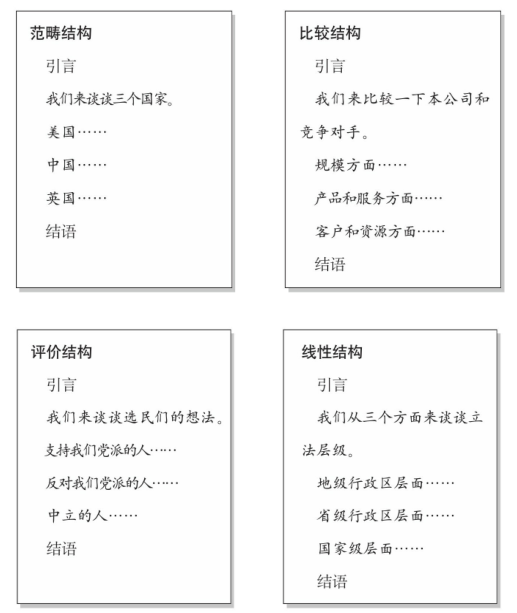 范畴结构
引言
我们来谈谈三个国家。
美国……
中国……
英国……
结语
比较结构
引言
我们来比较一下本公司和
竞争对手。
规模方面……
产品和服务方面……
客户和资源方面……
结语
评价结构
引言
我们来谈谈选民们的想法。
支持我们党派的人……
反对我们党派的人……
中立的人……
结语
线性结构
引言
我们从三个方面来谈谈立
法层级。
地级行政区层面……
省级行政区层面……
国家级层面……
结语